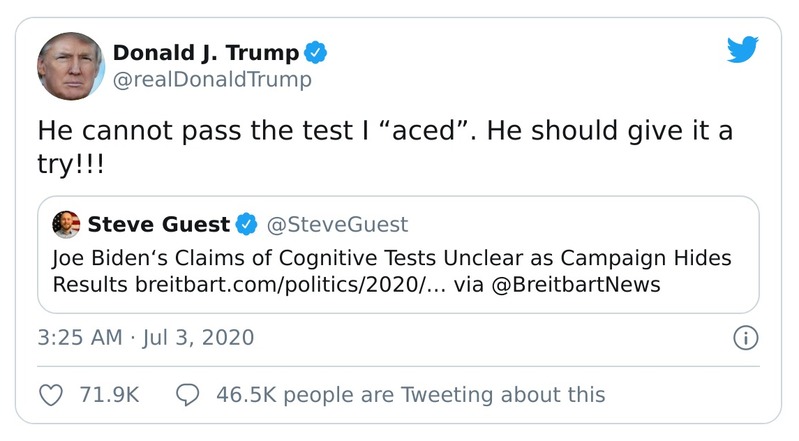 Donald J. Trump
@realDonaldTrump
He cannot pass the test I “aced”. He should give it a
try!!!
Steve Guest @SteveGuest
Joe Biden‘s Claims of Cognitive Tests Unclear as Campaign Hides
Results breitbart.com/politics/2020/… via @BreitbartNews
3:25 AM · Jul 3, 2020
71.9K 46.5K people are Tweeting about this